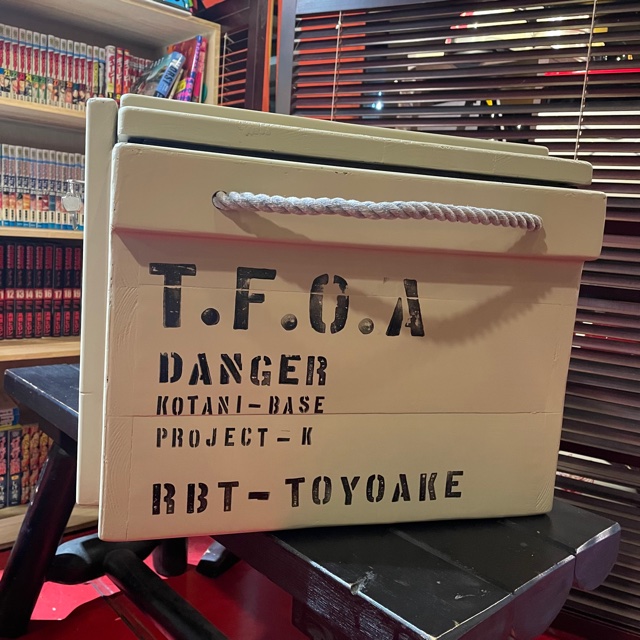 T.F.O.A
DANGER
KOTANI-BASE
PROJECT-K
RBT-TOYOAKE